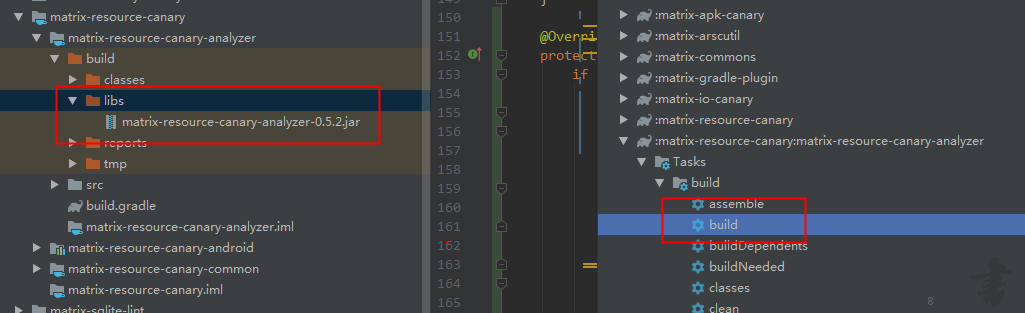 matrix-resource-canary
matrix-resource-canary-analyzer
build
classes
libs
matrix-resource-canary-analyzer-0.5.2.jar
reports
tmp
src
build.gradle
matrix-resource-canary-analyzer.iml
matrix-resource-canary-android
matrix-resource-canary-common
matrix-resource-canary.iml
matrix-sqlite-lint
149
150
151 @Overri
152 protect
153 if
154
155
156
157
158
159
160
161
162
163
164
165
:matrix-apk-canary
:matrix-arscutil
:matrix-commons
:matrix-gradle-plugin
:matrix-io-canary
:matrix-resource-canary
:matrix-resource-canary:matrix-resource-canary-analyzer
Tasks
build
assemble
build
buildDependents
buildNeeded
classes
clean
8
書